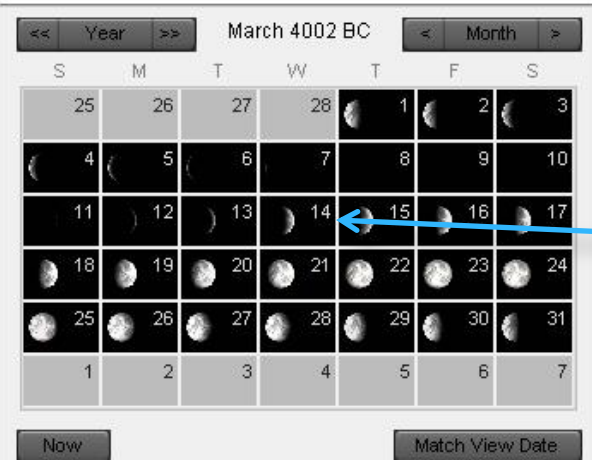 << Year >> March 4002 BC < Month >
S M T W T F S
25 26 27 28 1 2 3
4 5 6 7 8 9 10
11 12 13 14 15 16 17
18 19 20 21 22 23 24
25 26 27 28 29 30 31
1 2 3 4 5 6 7
Now Match View Date